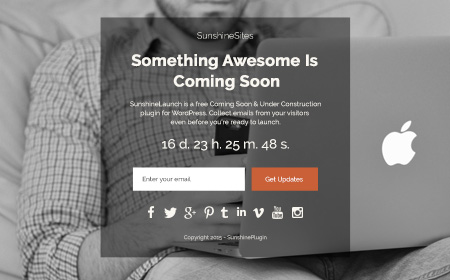 SunshineSites
Something Awesome Is
Coming Soon
SunshineLaunch is a free Coming Soon & Under Construction
plugin for WordPress. Collect emails from your visitors
even before you're ready to launch.
16 d. 23 h. 25 m. 48 s.
Enter your email
Get Updates
Copyright 2015 - SunshinePlugin